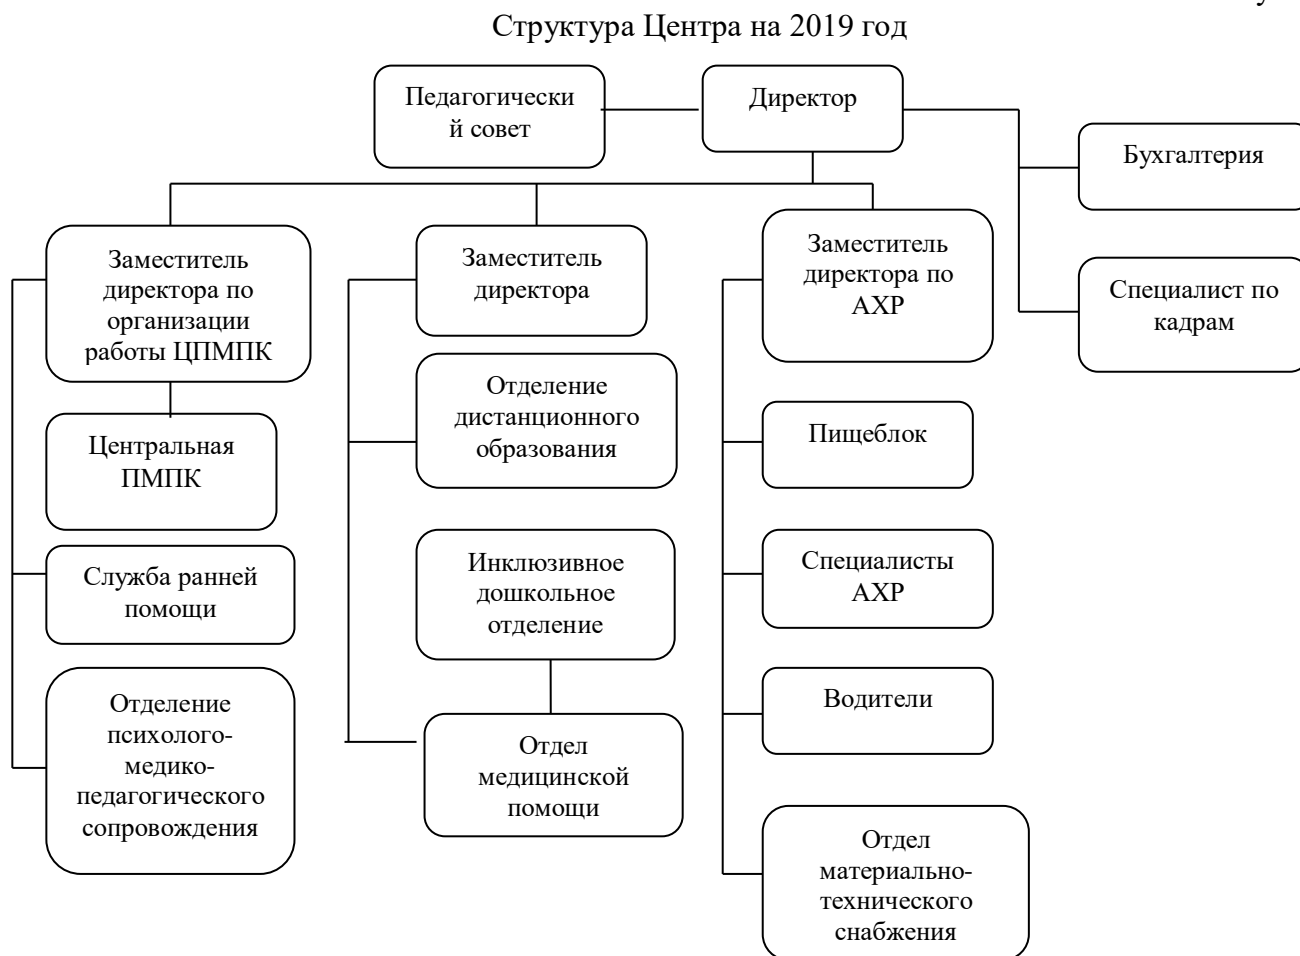 Структура Центра на 2019 год
Педагогически
й совет
Директор
Бухгалтерия
Специалист по
кадрам
Заместитель
директора по
организации
работы ЦПМПК
Заместитель
директора
Заместитель
директора по
АХР
Центральная
ПМПК
Отделение
дистанционного
образования
Пищеблок
Служба ранней
помощи
Инклюзивное
дошкольное
отделение
Специалисты
АХР
Отделение
психолого-
медико-
педагогического
сопровождения
Отдел
медицинской
помощи
Водители
Отдел
материально-
технического
снабжения